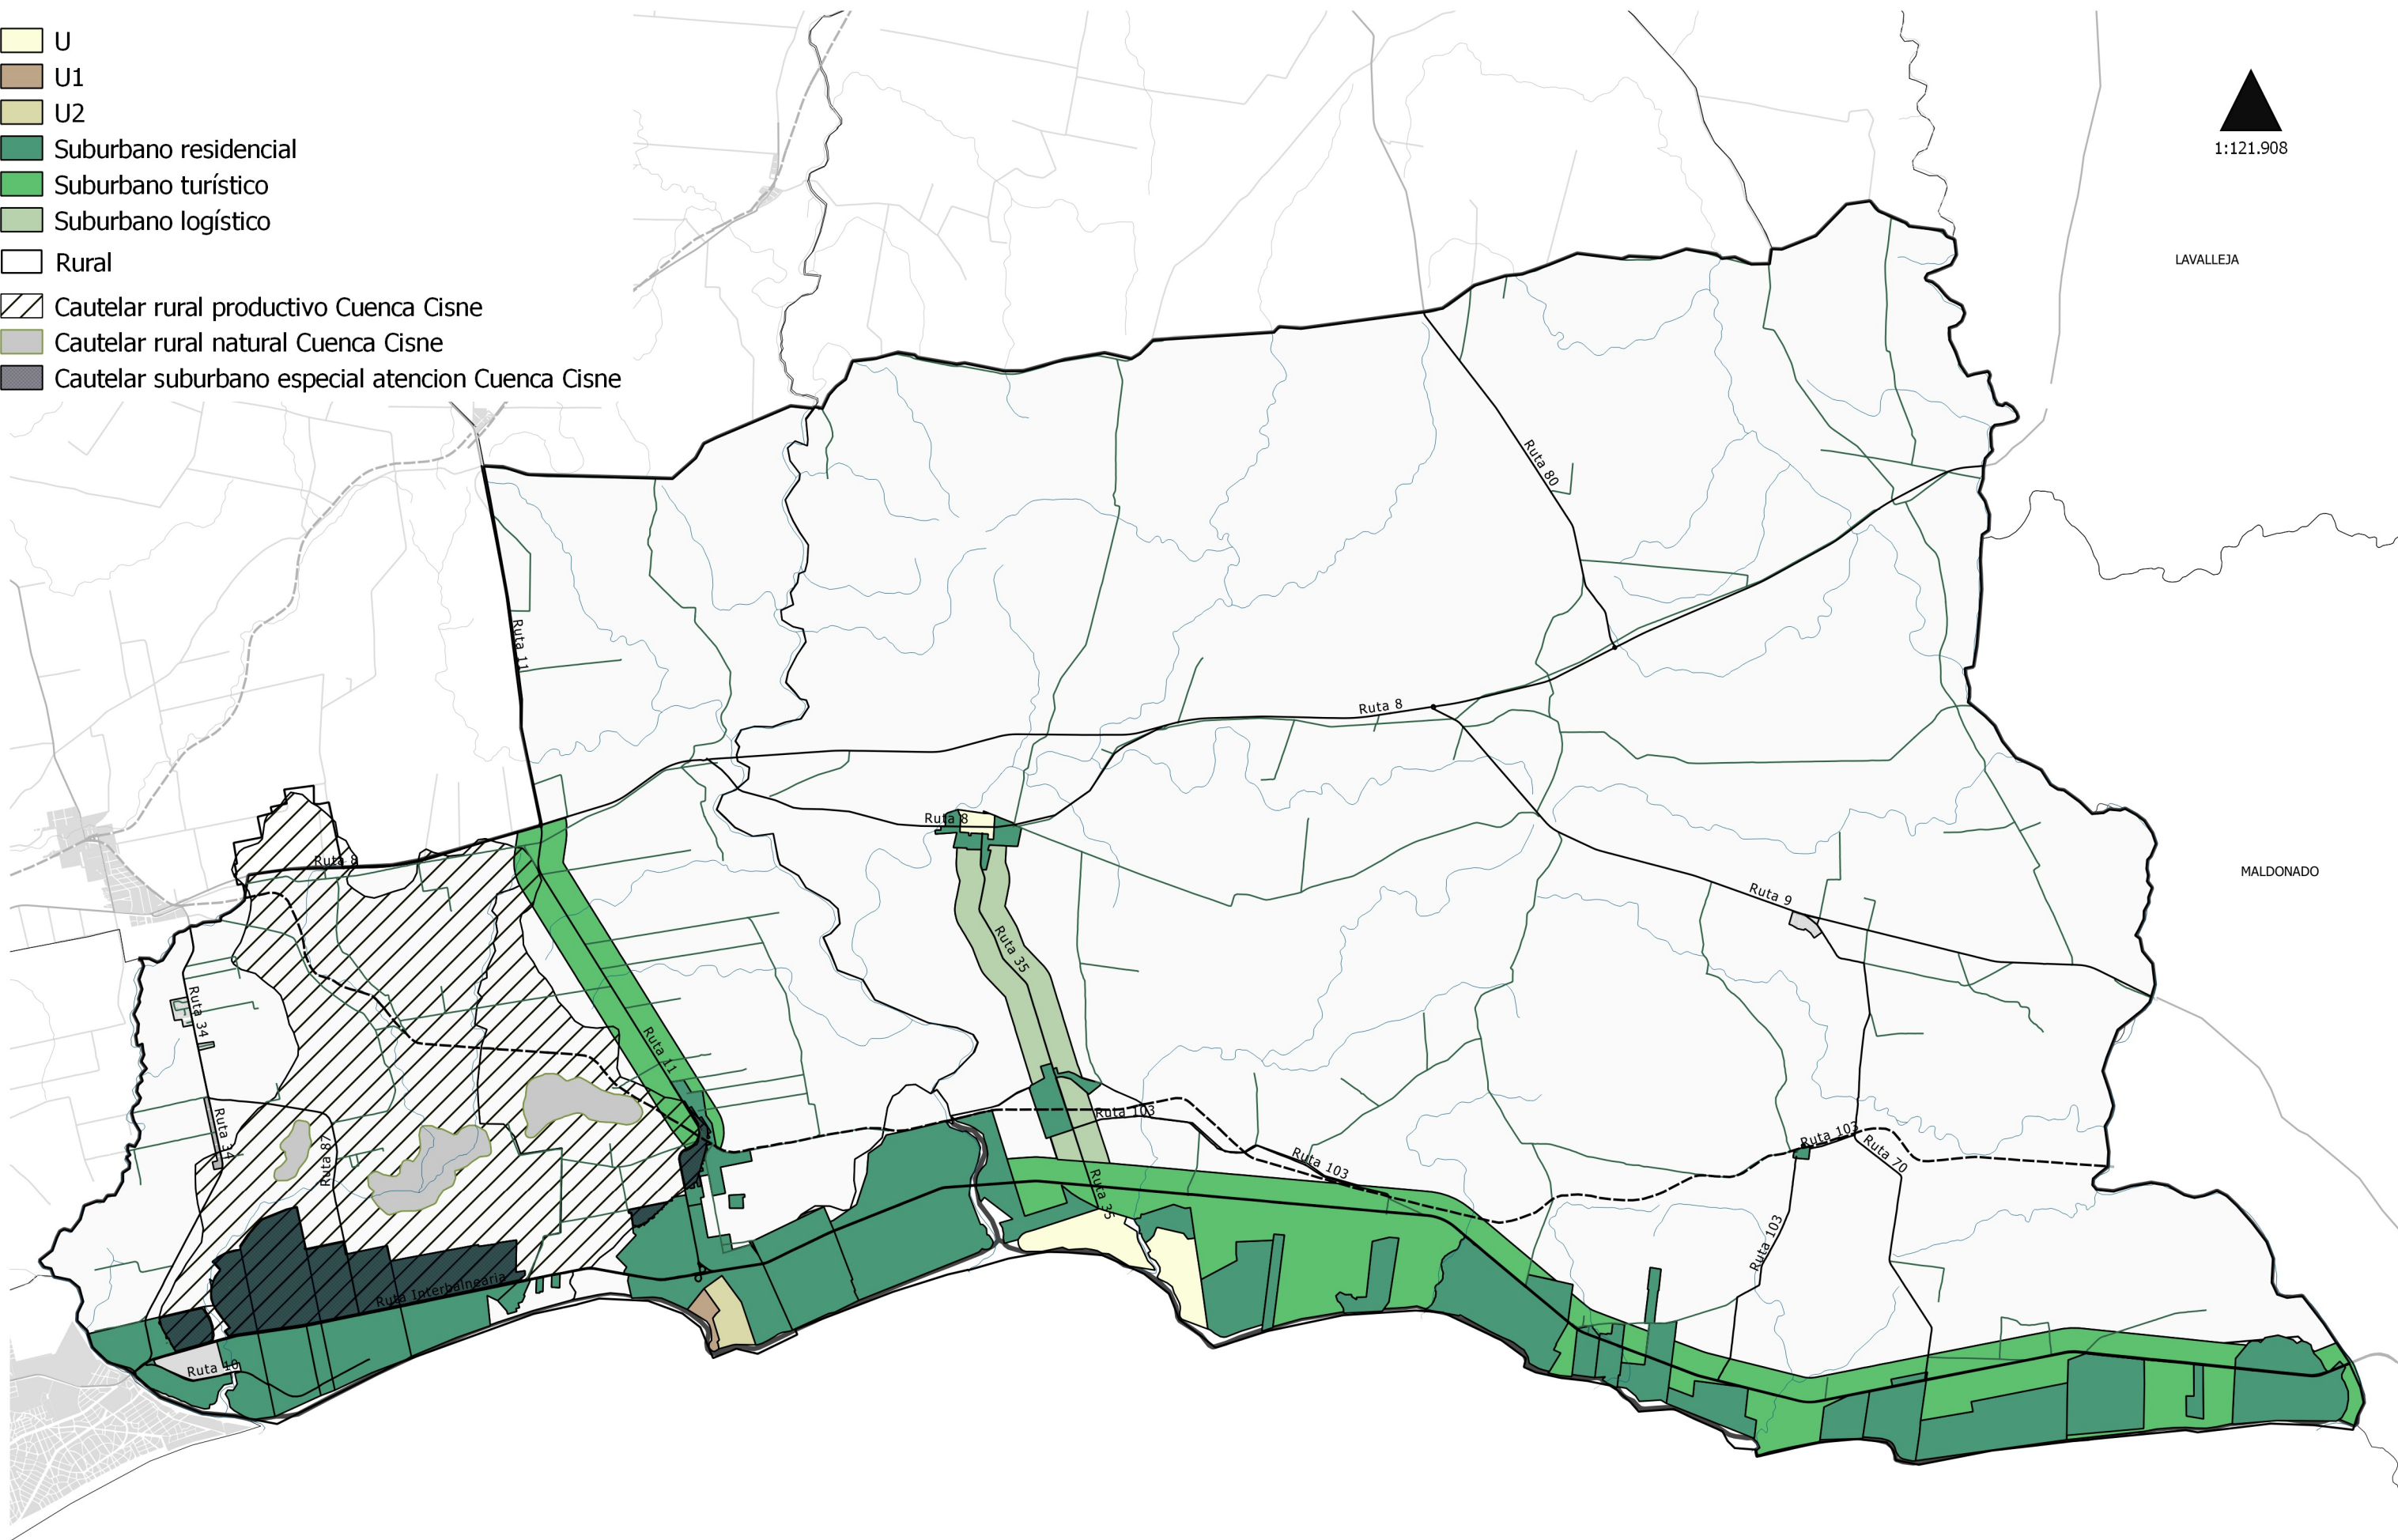 U
U1
U2
Suburbano residencial
Suburbano turístico
Suburbano logístico
Rural
Cautelar rural productivo Cuenca Cisne
Cautelar rural natural Cuenca Cisne
Cautelar suburbano especial atencion Cuenca Cisne
1:121.908
LAVALLEJA
Ruta 80
Ruta 11
Ruta 8
Ruta 8
Ruta 8
MALDONADO
Ruta 9
Ruta 35
Ruta 34
Ruta 11
Ruta 103
Ruta 34
Ruta 87
Ruta 103
Ruta 103
Ruta 70
Ruta 35
Ruta 103
Ruta Interbalnearia
Ruta 10